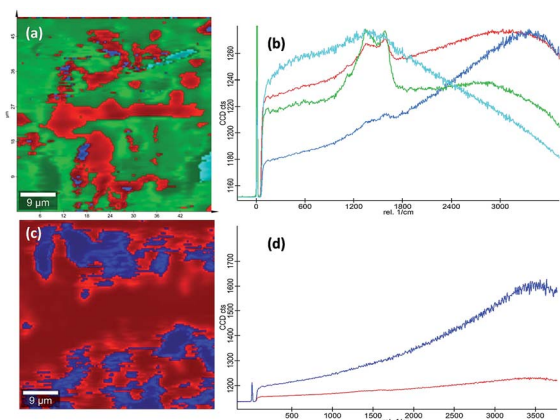 (a)
45
36
27
18
9
µm
9 µm
6 12 18 24 30 36 42
(b)
CCD cts
1260
1240
1220
1200
1180
1160
0 600 1200 1800 2400 3000
rel. 1/cm
(c)
9 µm
(d)
CCD cts
1700
1600
1500
1400
1300
1200
500 1000 1500 2000 2500 3000 3500